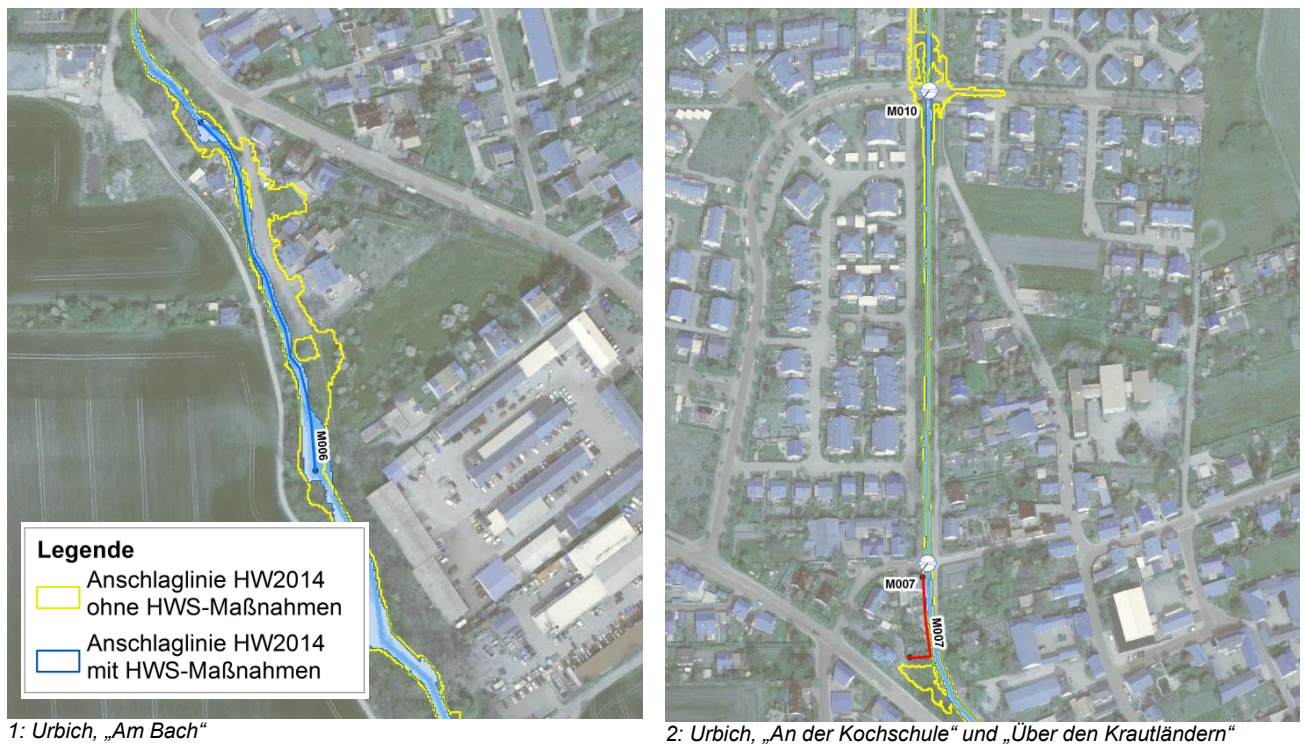 M006
Legende
Anschlaglinie HW2014
ohne HWS-Maßnahmen
Anschlaglinie HW2014
mit HWS-Maßnahmen
1: Urbich, „Am Bach“
M010
M007
M007
2: Urbich, „An der Kochschule“ und „Über den Krautländern“